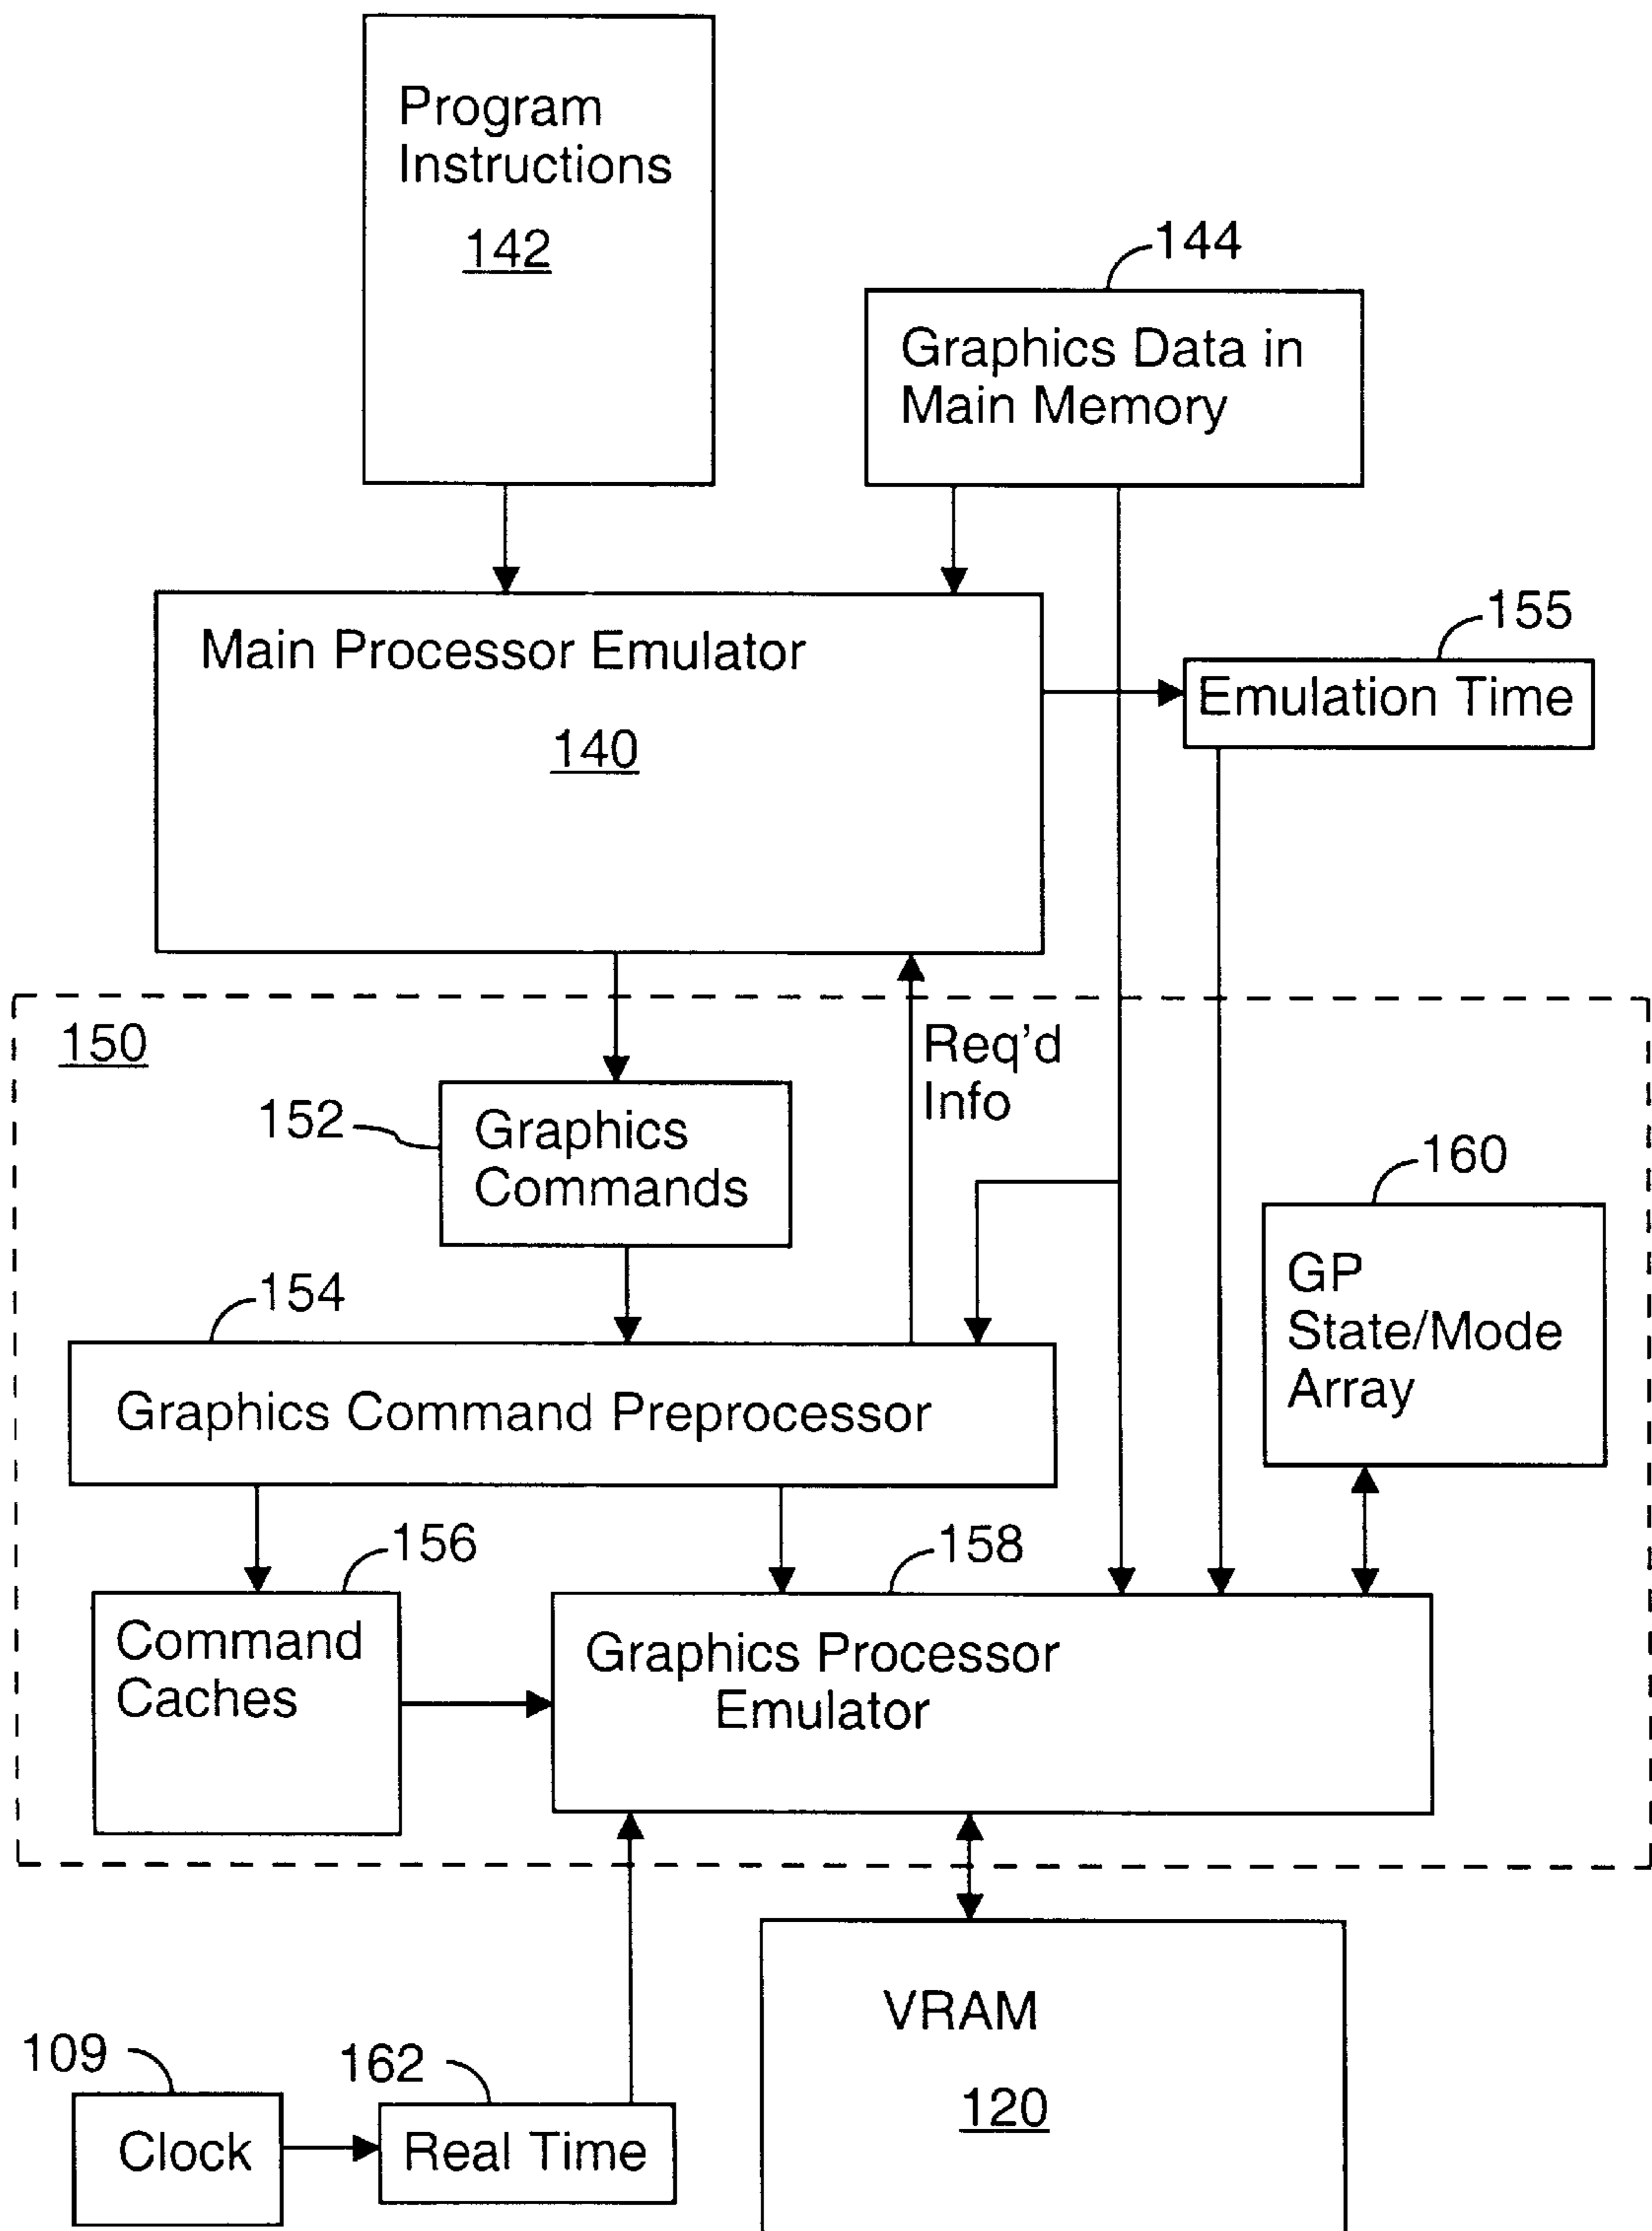 Program
Instructions
142
144
Graphics Data in
Main Memory
Main Processor Emulator
140
155
Emulation Time
150
Req'd
Info
152
Graphics
Commands
160
GP
State/Mode
Array
154
Graphics Command Preprocessor
156
158
Command
Caches
Graphics Processor
Emulator
VRAM
120
109
162
Clock
Real Time